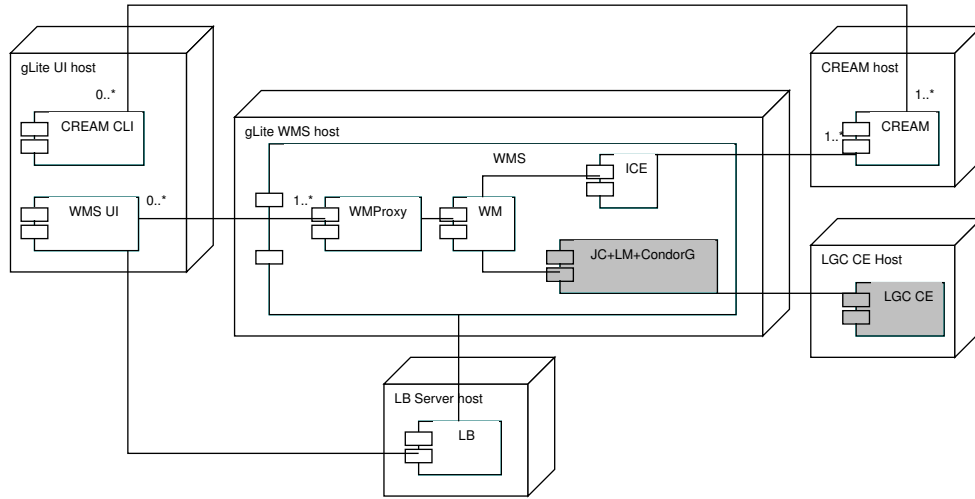 gLite UI host
CREAM host
0..*
1..*
CREAM CLI
CREAM
gLite WMS host
1..*
WMS
ICE
WMS UI
0..*
1..*
WMProxy
WM
JC+LM+CondorG
LGC CE Host
LGC CE
LB Server host
LB